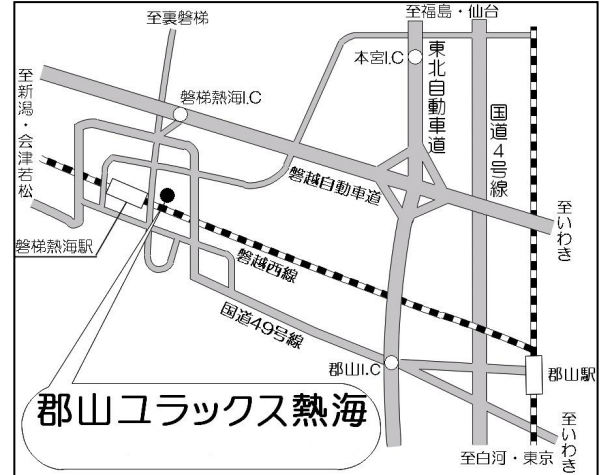 至裏磐梯
至福島・仙台
本宮I.C
東北自動車道
国道4号線
至新潟・会津若松
磐梯熱海I.C
磐越自動車道
至いわき
磐梯熱海駅
磐越西線
国道49号線
郡山I.C
郡山駅
郡山ユラックス熱海
至白河・東京
至いわき